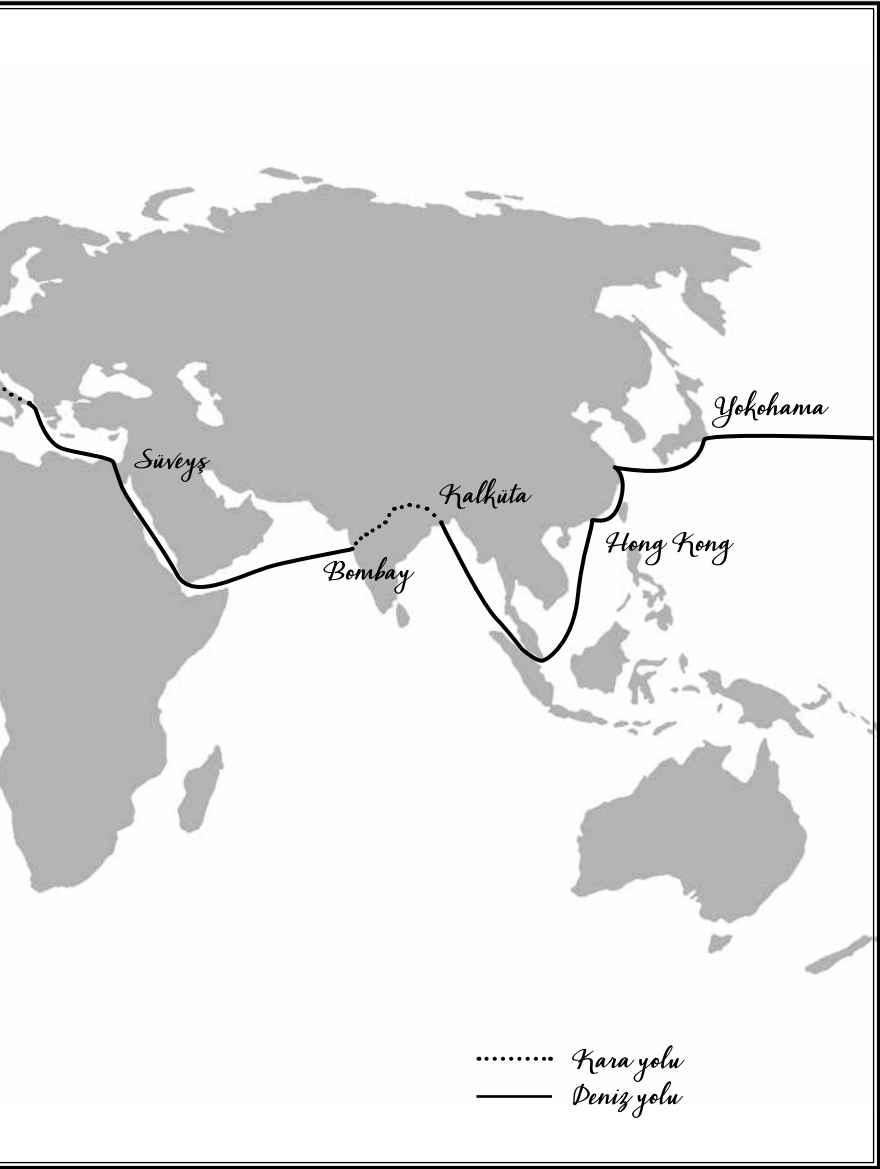 Yokohama
Süveyş
Kalküta
Hong Kong
Bombay
Kara yolu
Deniz yolu